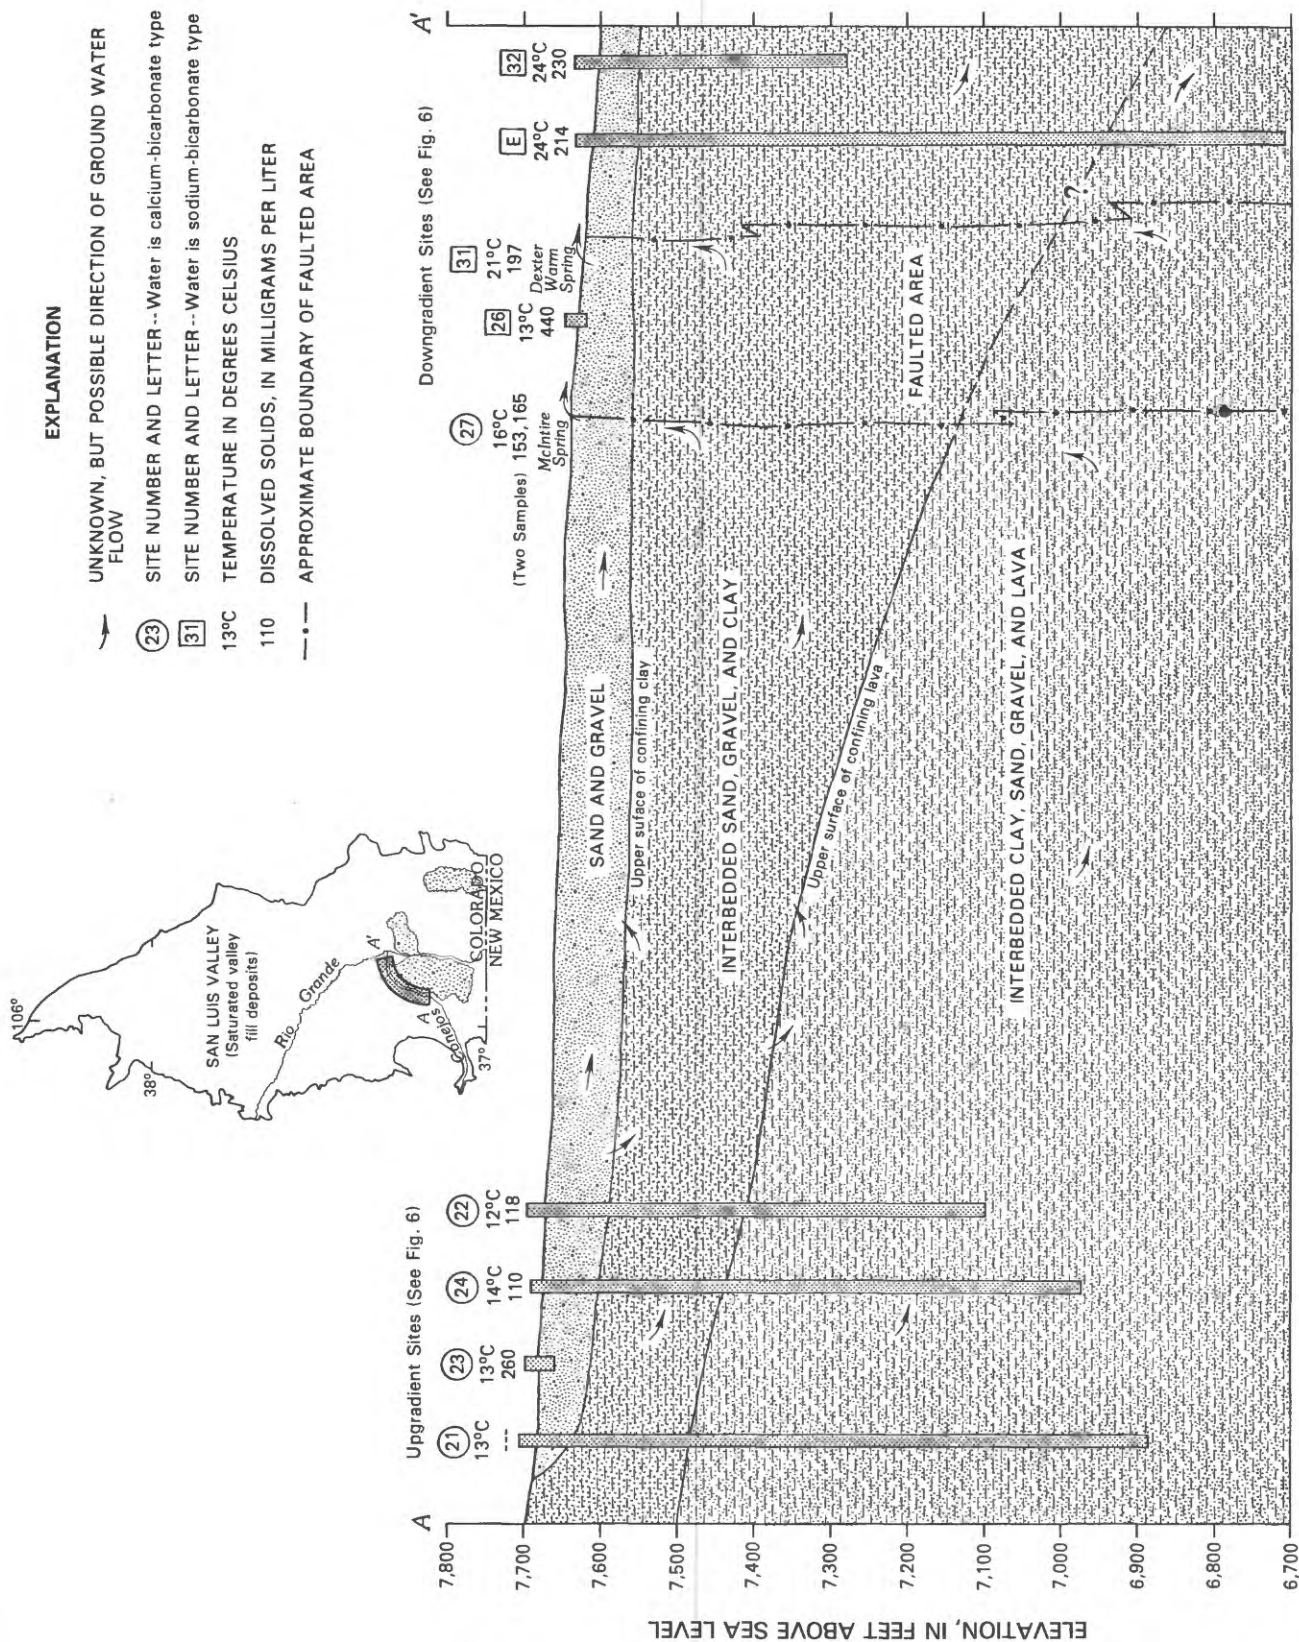 EXPLANATION
UNKNOWN, BUT POSSIBLE DIRECTION OF GROUND WATER
FLOW
23 SITE NUMBER AND LETTER--Water is calcium-bicarbonate type
31 SITE NUMBER AND LETTER--Water is sodium-bicarbonate type
13°C TEMPERATURE IN DEGREES CELSIUS
110 DISSOLVED SOLIDS, IN MILLIGRAMS PER LITER
APPROXIMATE BOUNDARY OF FAULTED AREA
106°
38°
SAN LUIS VALLEY
(Saturated valley
fill deposits)
Rio Grande
A'
A
Conejos
37°
COLORADO
NEW MEXICO
Upgradient Sites (See Fig. 6)
Downgradient Sites (See Fig. 6)
A
A'
21
13°C
---
23
13°C
260
24
14°C
110
22
12°C
118
27
16°C
(Two Samples) 153, 165
McIntire
Spring
26
13°C
440
31
21°C
197
Dexter
Warm
Spring
E
24°C
214
32
24°C
230
SAND AND GRAVEL
Upper suface of confining clay
INTERBEDDED SAND, GRAVEL, AND CLAY
Upper surface of confining lava
FAULTED AREA
?
INTERBEDDED CLAY, SAND, GRAVEL, AND LAVA
7,800
7,700
7,600
7,500
7,400
7,300
7,200
7,100
7,000
6,900
6,800
6,700
ELEVATION, IN FEET ABOVE SEA LEVEL